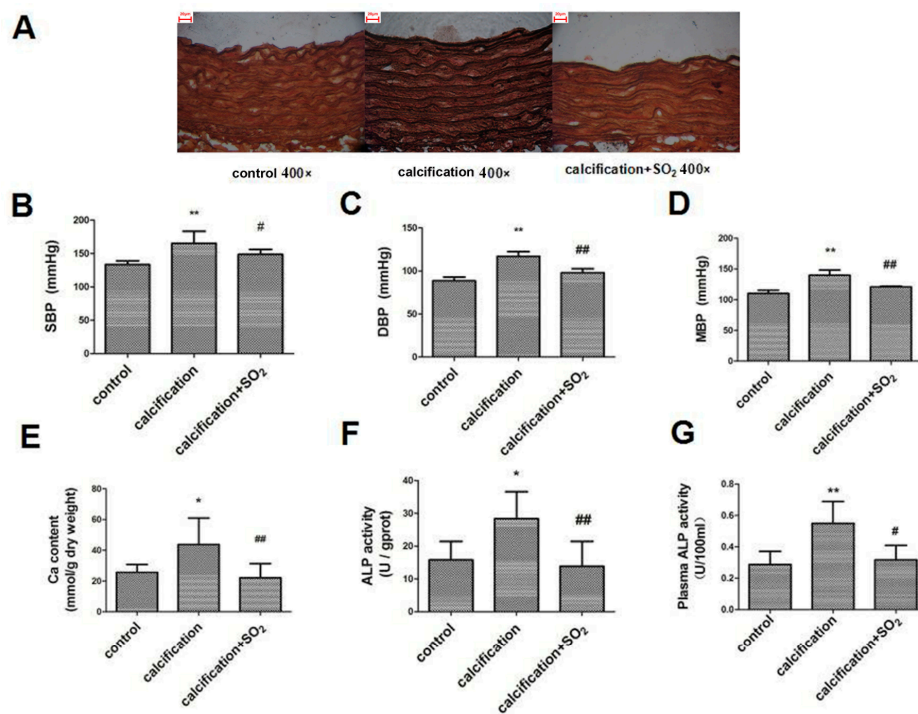 A
20μm
20μm
20μm
control 400×
calcification 400×
calcification+SO₂ 400×
B
SBP (mmHg)
200
150
100
50
0
**
#
control
calcification
calcification+SO₂
C
DBP (mmHg)
150
100
50
0
**
##
control
calcification
calcification+SO₂
D
MBP (mmHg)
200
150
100
50
0
**
##
control
calcification
calcification+SO₂
E
Ca content
(mmol/g dry weight)
80
60
40
20
0
*
##
control
calcification
calcification+SO₂
F
ALP activity
(U / gprot)
40
30
20
10
0
*
##
control
calcification
calcification+SO₂
G
Plasma ALP activity
(U/100ml)
0.8
0.6
0.4
0.2
0.0
**
#
control
calcification
calcification+SO₂